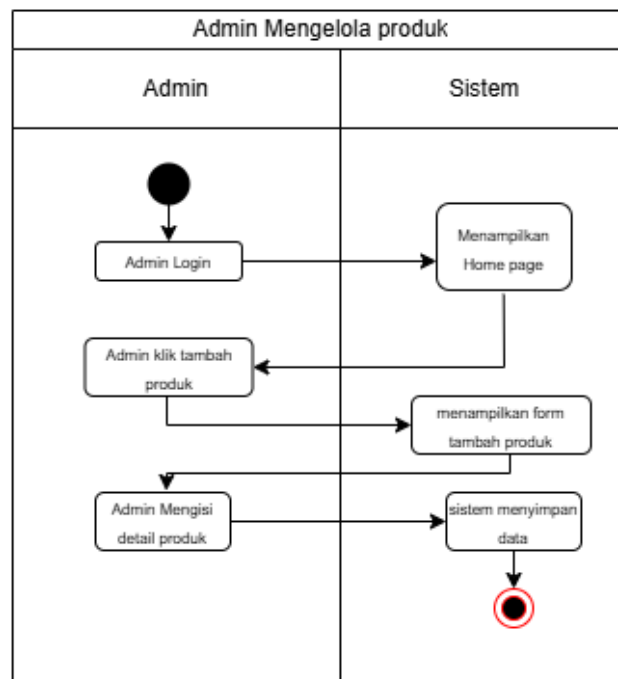 Admin Mengelola produk
Admin
Sistem
Admin Login
Menampilkan
Home page
Admin klik tambah
produk
menampilkan form
tambah produk
Admin Mengisi
detail produk
sistem menyimpan
data